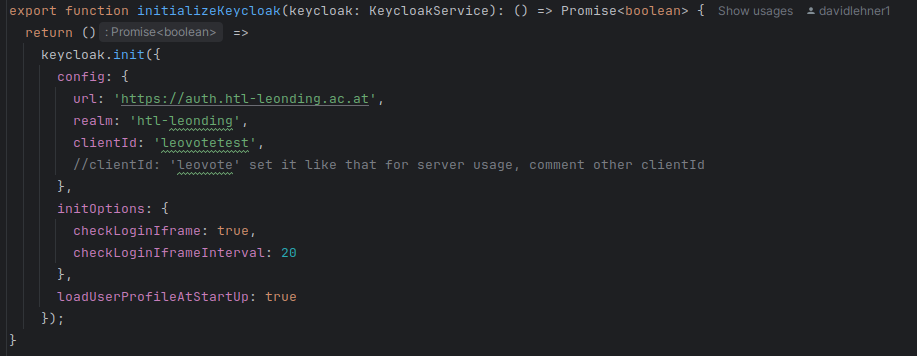 export function initializeKeycloak(keycloak: KeycloakService): () => Promise<boolean> { Show usages davidlehner1
return () : Promise<boolean> =>
keycloak.init({
config: {
url: 'https://auth.htl-leonding.ac.at',
realm: 'htl-leonding',
clientId: 'leovotetest',
//clientId: 'leovote' set it like that for server usage, comment other clientId
},
initOptions: {
checkLoginIframe: true,
checkLoginIframeInterval: 20
},
loadUserProfileAtStartUp: true
});
}